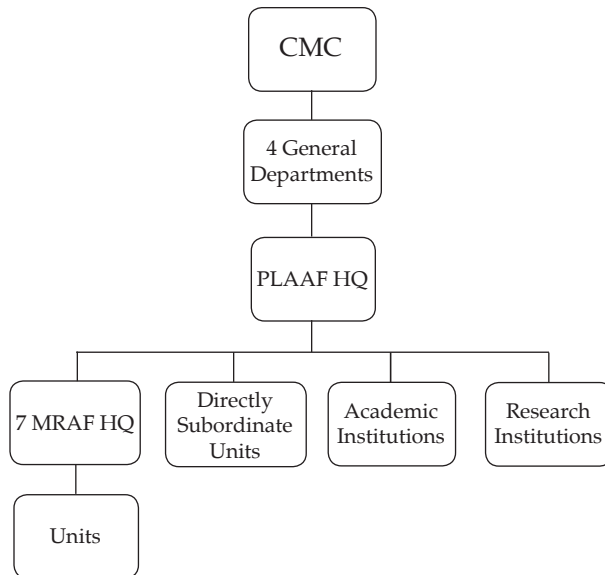 CMC
4 General
Departments
PLAAF HQ
7 MRAF HQ
Directly
Subordinate
Units
Academic
Institutions
Research
Institutions
Units